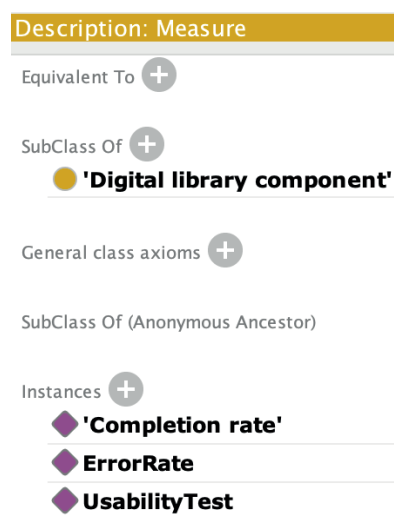 Description: Measure
Equivalent To
SubClass Of
'Digital library component'
General class axioms
SubClass Of (Anonymous Ancestor)
Instances
'Completion rate'
ErrorRate
UsabilityTest